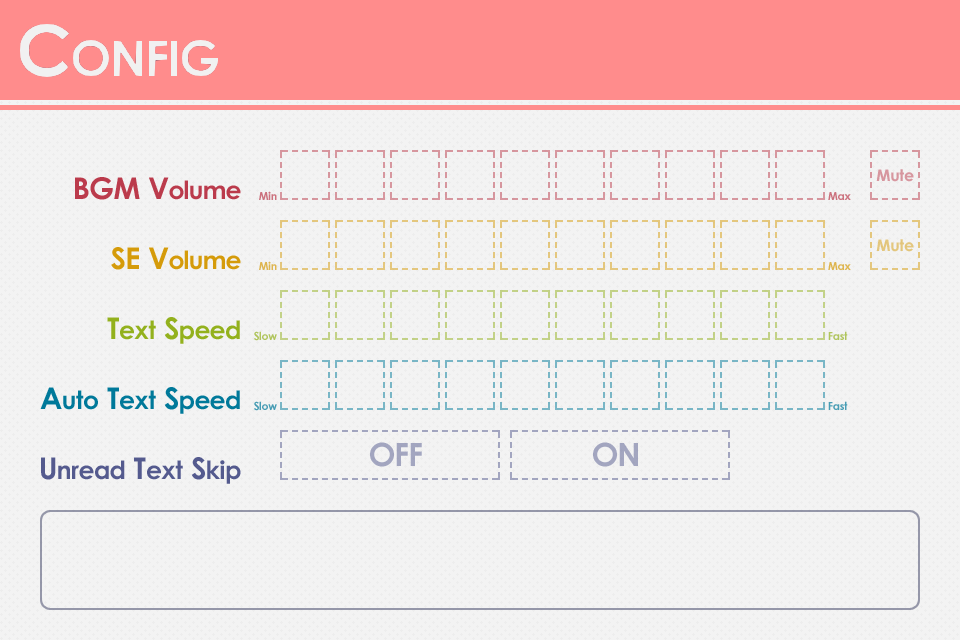 Config
BGM Volume Min Max Mute
SE Volume Min Max Mute
Text Speed Slow Fast
Auto Text Speed Slow Fast
Unread Text Skip OFF ON